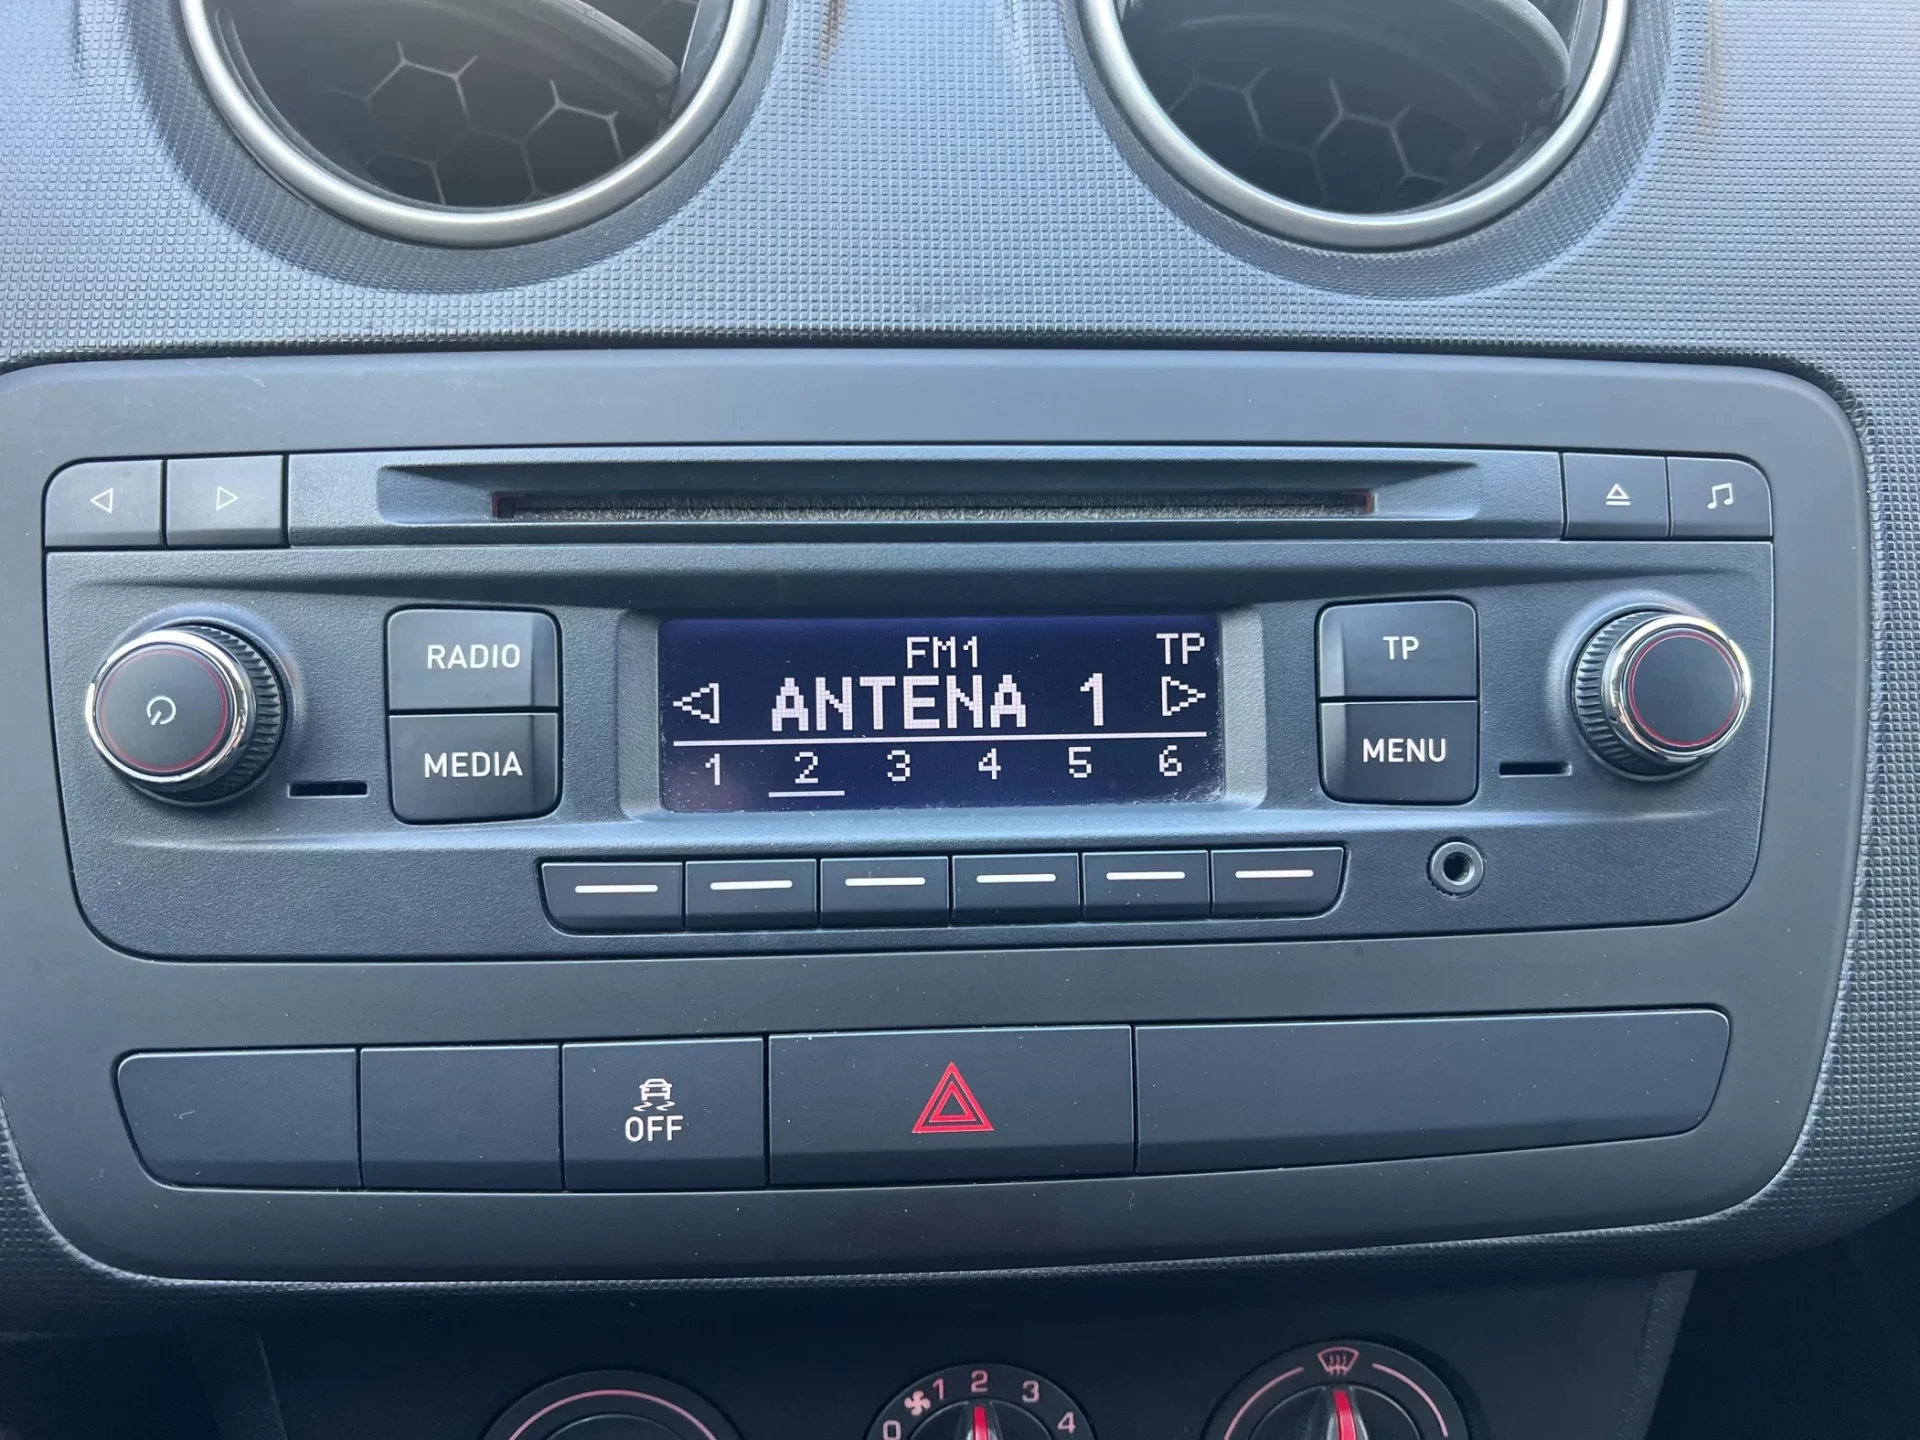 RADIO
MEDIA
FM1 TP
ANTENA 1
1 2 3 4 5 6
TP
MENU
OFF
0 1 2 3 4